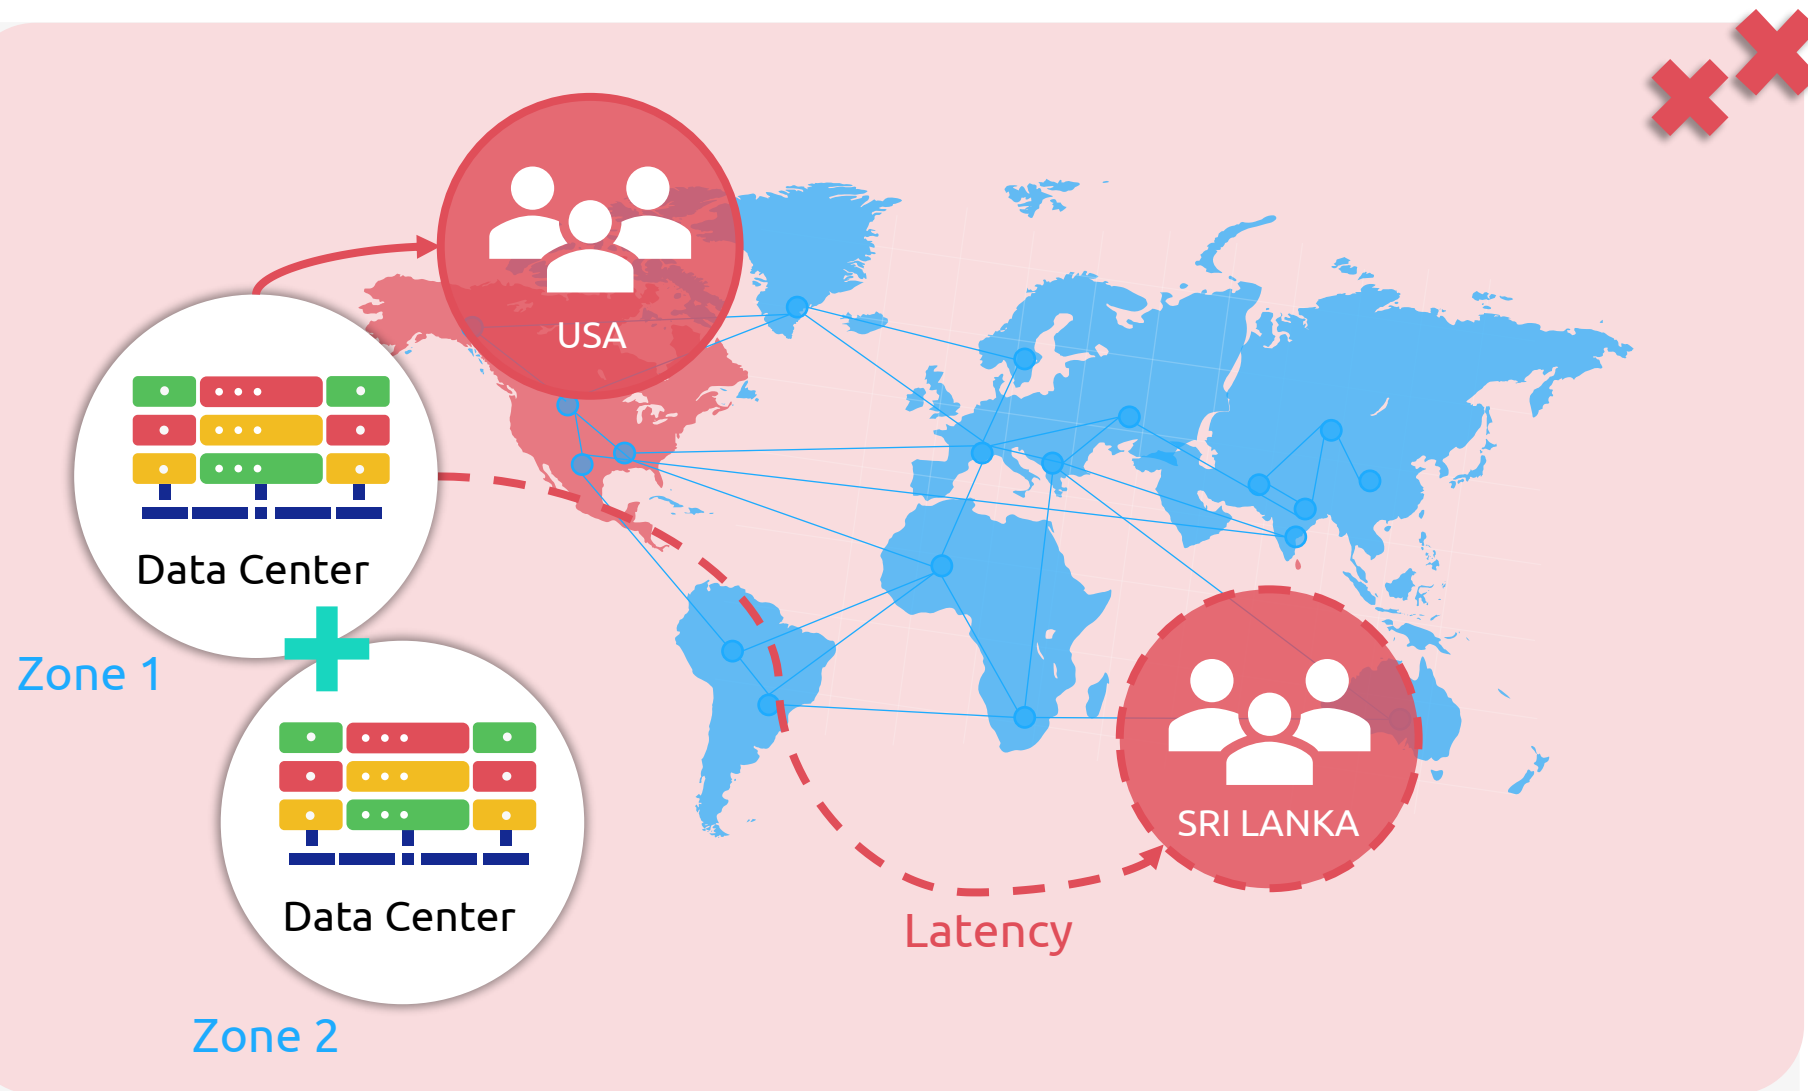 USA
Data Center
Zone 1
SRI LANKA
Data Center
Latency
Zone 2